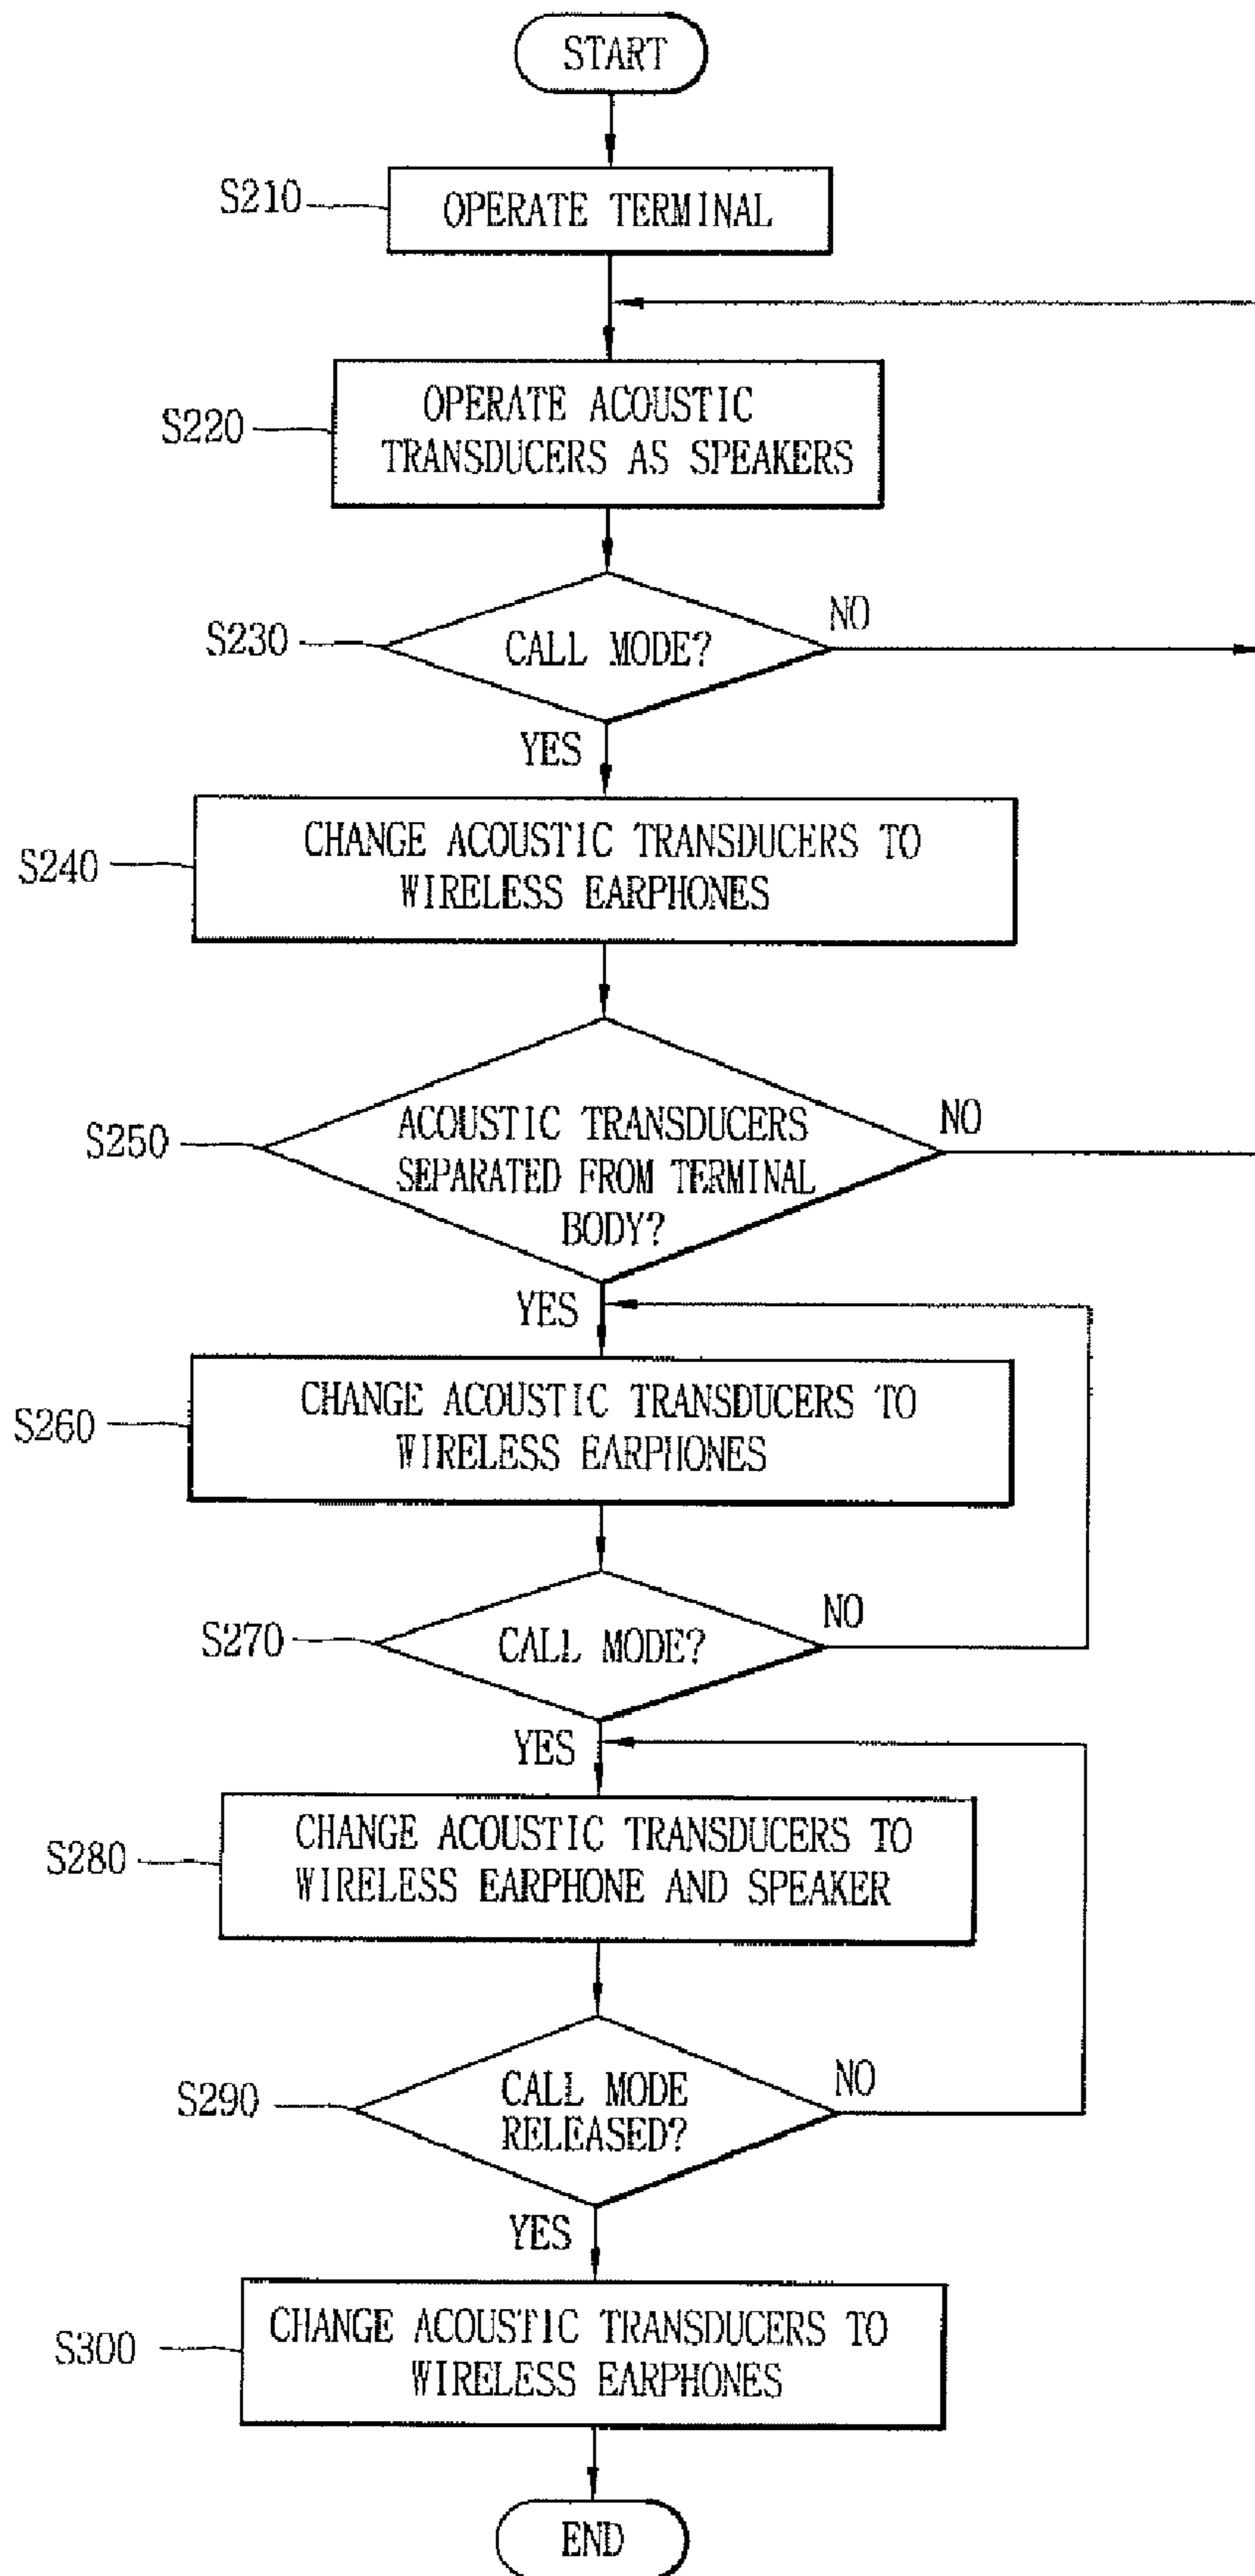 START
S210
OPERATE TERMINAL
S220
OPERATE ACOUSTIC
TRANSDUCERS AS SPEAKERS
S230
CALL MODE?
NO
YES
S240
CHANGE ACOUSTIC TRANSDUCERS TO
WIRELESS EARPHONES
S250
ACOUSTIC TRANSDUCERS
SEPARATED FROM TERMINAL
BODY?
NO
YES
S260
CHANGE ACOUSTIC TRANSDUCERS TO
WIRELESS EARPHONES
S270
CALL MODE?
NO
YES
S280
CHANGE ACOUSTIC TRANSDUCERS TO
WIRELESS EARPHONE AND SPEAKER
S290
CALL MODE
RELEASED?
NO
YES
S300
CHANGE ACOUSTIC TRANSDUCERS TO
WIRELESS EARPHONES
END